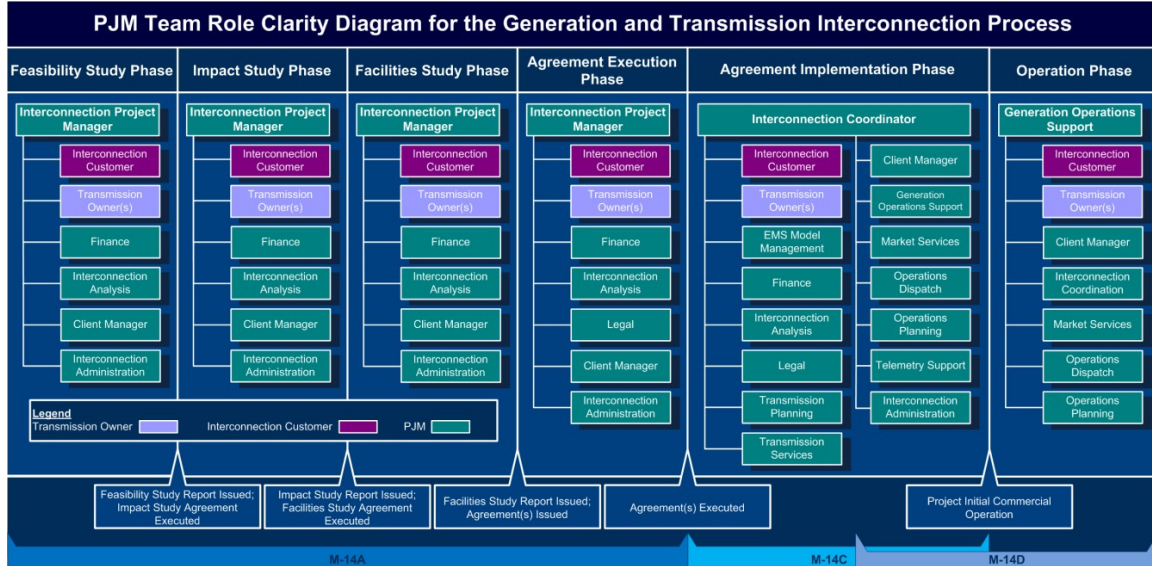 PJM Team Role Clarity Diagram for the Generation and Transmission Interconnection Process
Feasibility Study Phase
Interconnection Project
Manager
Interconnection
Customer
Transmission
Owner(s)
Finance
Interconnection
Analysis
Client Manager
Interconnection
Administration
Impact Study Phase
Interconnection Project
Manager
Interconnection
Customer
Transmission
Owner(s)
Finance
Interconnection
Analysis
Client Manager
Interconnection
Administration
Facilities Study Phase
Interconnection Project
Manager
Interconnection
Customer
Transmission
Owner(s)
Finance
Interconnection
Analysis
Client Manager
Interconnection
Administration
Agreement Execution
Phase
Interconnection Project
Manager
Interconnection
Customer
Transmission
Owner(s)
Finance
Interconnection
Analysis
Legal
Client Manager
Interconnection
Administration
Agreement Implementation Phase
Interconnection Coordinator
Interconnection
Customer
Transmission
Owner(s)
EMS Model
Management
Finance
Interconnection
Analysis
Legal
Transmission
Planning
Transmission
Services
Client Manager
Generation
Operations Support
Market Services
Operations
Dispatch
Operations
Planning
Telemetry Support
Interconnection
Administration
Operation Phase
Generation Operations
Support
Interconnection
Customer
Transmission
Owner(s)
Client Manager
Interconnection
Coordination
Market Services
Operations
Dispatch
Operations
Planning
Legend
Transmission Owner
Interconnection Customer
PJM
Feasibility Study Report Issued;
Impact Study Agreement
Executed
Impact Study Report Issued;
Facilities Study Agreement
Executed
Facilities Study Report Issued;
Agreement(s) Issued
Agreement(s) Executed
Project Initial Commercial
Operation
M-14A
M-14C
M-14D